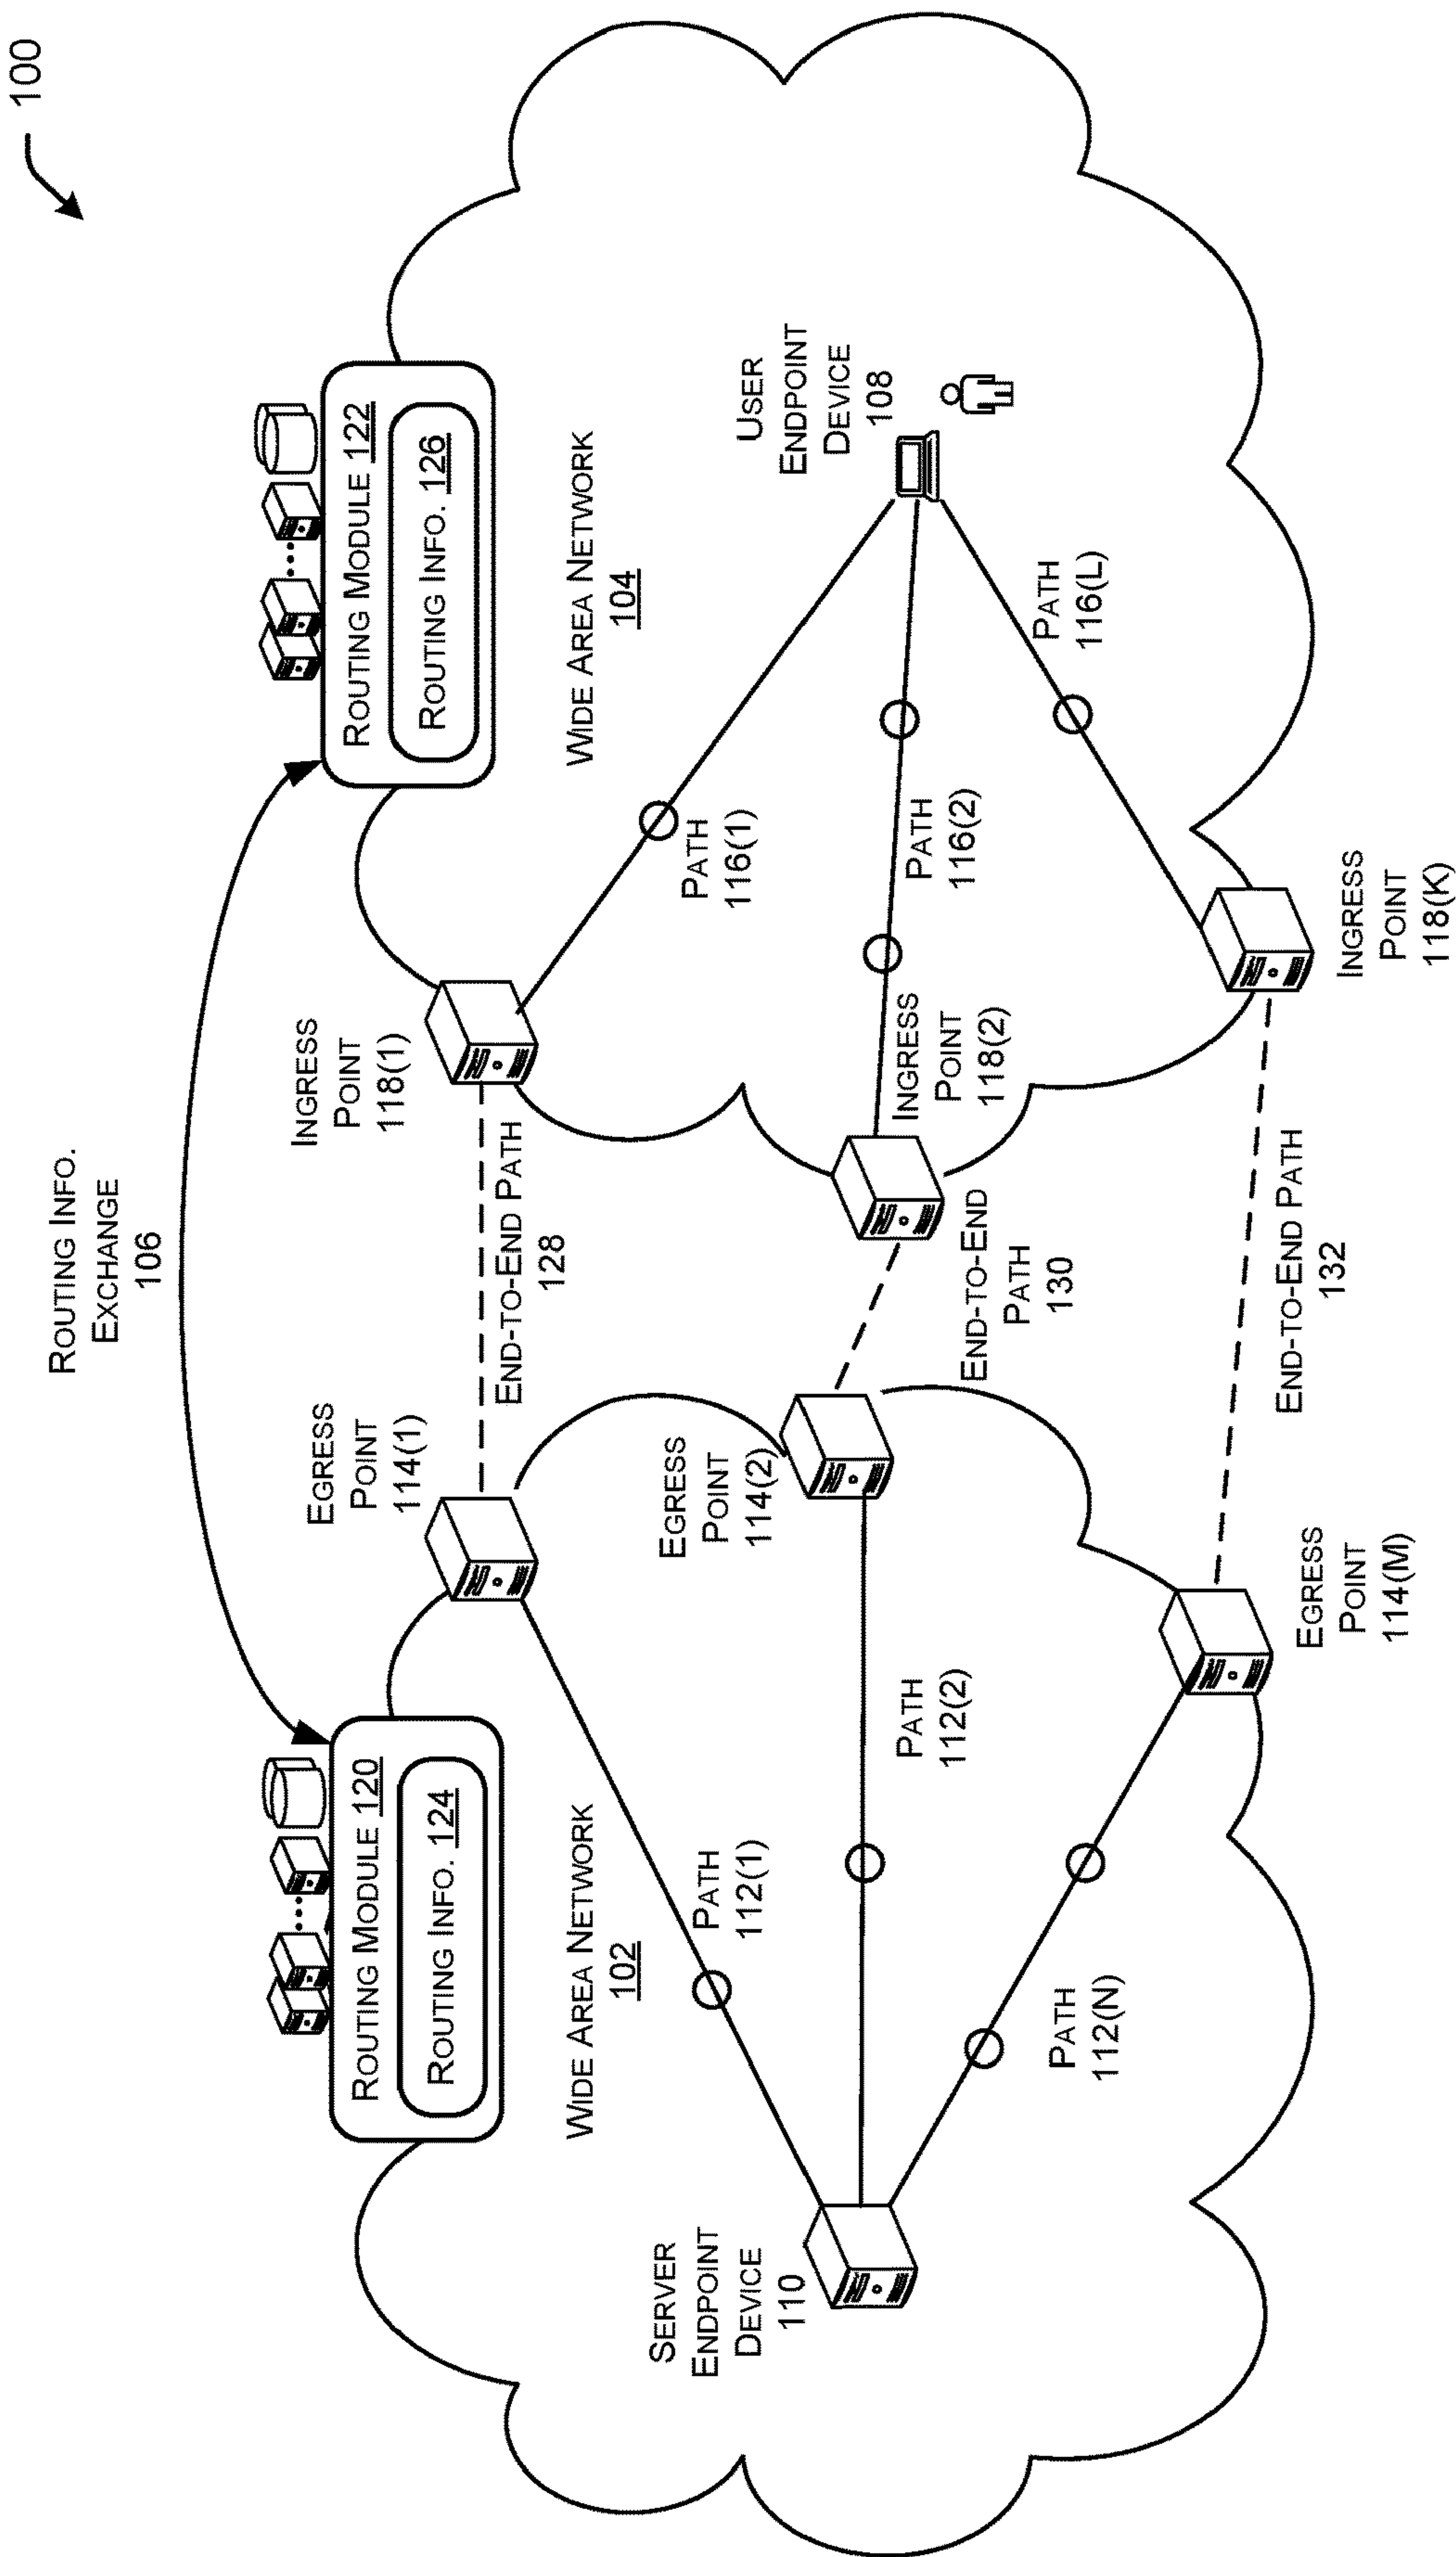 100
ROUTING INFO.
EXCHANGE
106
ROUTING MODULE 120
ROUTING INFO. 124
ROUTING MODULE 122
ROUTING INFO. 126
WIDE AREA NETWORK
102
WIDE AREA NETWORK
104
EGRESS
POINT
114(1)
INGRESS
POINT
118(1)
END-TO-END PATH
128
SERVER
ENDPOINT
DEVICE
110
PATH
112(1)
EGRESS
POINT
114(2)
PATH
116(1)
USER
ENDPOINT
DEVICE
108
PATH
112(2)
END-TO-END
PATH
130
INGRESS
POINT
118(2)
PATH
116(2)
PATH
112(N)
PATH
116(L)
EGRESS
POINT
114(M)
END-TO-END PATH
132
INGRESS
POINT
118(K)